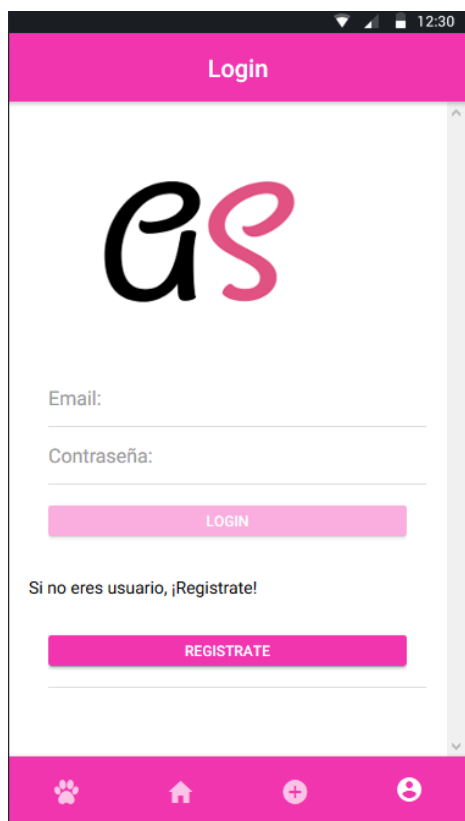 12:30
Login
GS
Email:
Contraseña:
LOGIN
Si no eres usuario, ¡Registrate!
REGISTRATE